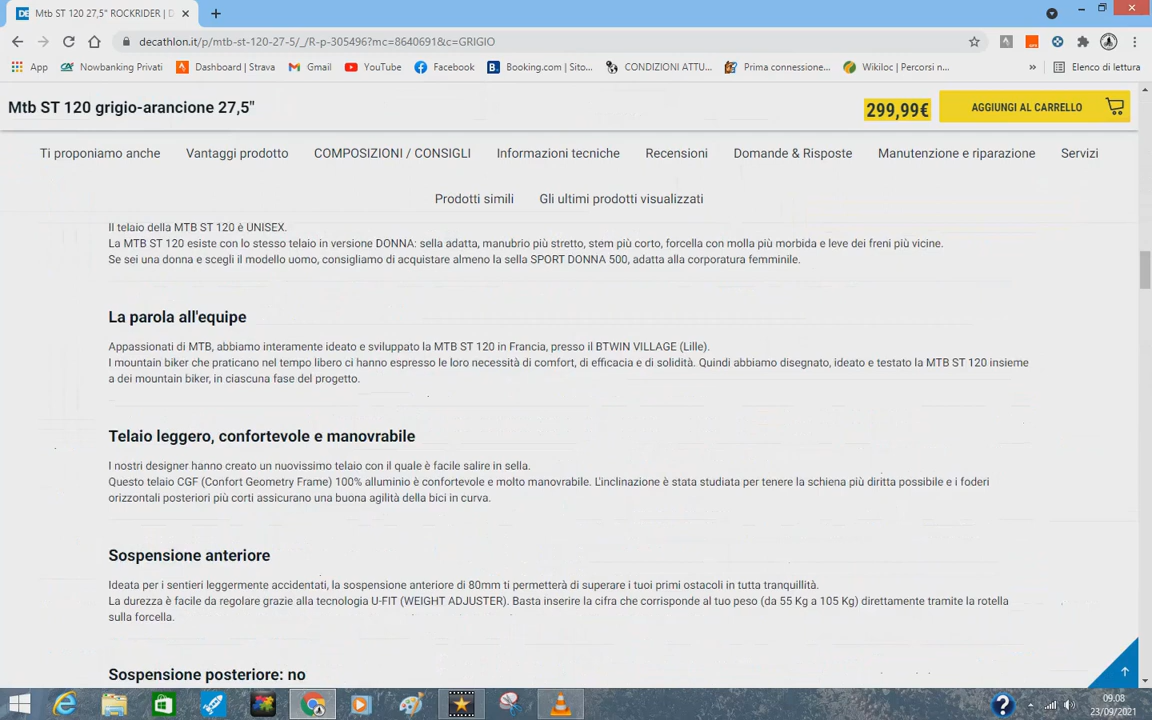 Mtb ST 120 27,5" ROCKRIDER | D
decathlon.it/p/mtb-st-120-27-5/_/R-p-305496?mc=8640691&c=GRIGIO
App
Nowbanking Privati
Dashboard | Strava
Gmail
YouTube
Facebook
Booking.com | Sito...
CONDIZIONI ATTU...
Prima connessione...
Wikiloc | Percorsi n...
»
Elenco di lettura
Mtb ST 120 grigio-arancione 27,5"
299,99€
AGGIUNGI AL CARRELLO
Ti proponiamo anche
Vantaggi prodotto
COMPOSIZIONI / CONSIGLI
Informazioni tecniche
Recensioni
Domande & Risposte
Manutenzione e riparazione
Servizi
Prodotti simili
Gli ultimi prodotti visualizzati
Il telaio della MTB ST 120 è UNISEX.
La MTB ST 120 esiste con lo stesso telaio in versione DONNA: sella adatta, manubrio più stretto, stem più corto, forcella con molla più morbida e leve dei freni più vicine.
Se sei una donna e scegli il modello uomo, consigliamo di acquistare almeno la sella SPORT DONNA 500, adatta alla corporatura femminile.
La parola all'equipe
Appassionati di MTB, abbiamo interamente ideato e sviluppato la MTB ST 120 in Francia, presso il BTWIN VILLAGE (Lille).
I mountain biker che praticano nel tempo libero ci hanno espresso le loro necessità di comfort, di efficacia e di solidità. Quindi abbiamo disegnato, ideato e testato la MTB ST 120 insieme
a dei mountain biker, in ciascuna fase del progetto.
Telaio leggero, confortevole e manovrabile
I nostri designer hanno creato un nuovissimo telaio con il quale è facile salire in sella.
Questo telaio CGF (Confort Geometry Frame) 100% alluminio è confortevole e molto manovrabile. L'inclinazione è stata studiata per tenere la schiena più diritta possibile e i foderi
orizzontali posteriori più corti assicurano una buona agilità della bici in curva.
Sospensione anteriore
Ideata per i sentieri leggermente accidentati, la sospensione anteriore di 80mm ti permetterà di superare i tuoi primi ostacoli in tutta tranquillità.
La durezza è facile da regolare grazie alla tecnologia U-FIT (WEIGHT ADJUSTER). Basta inserire la cifra che corrisponde al tuo peso (da 55 Kg a 105 Kg) direttamente tramite la rotella
sulla forcella.
Sospensione posteriore: no
09.08
23/09/2021